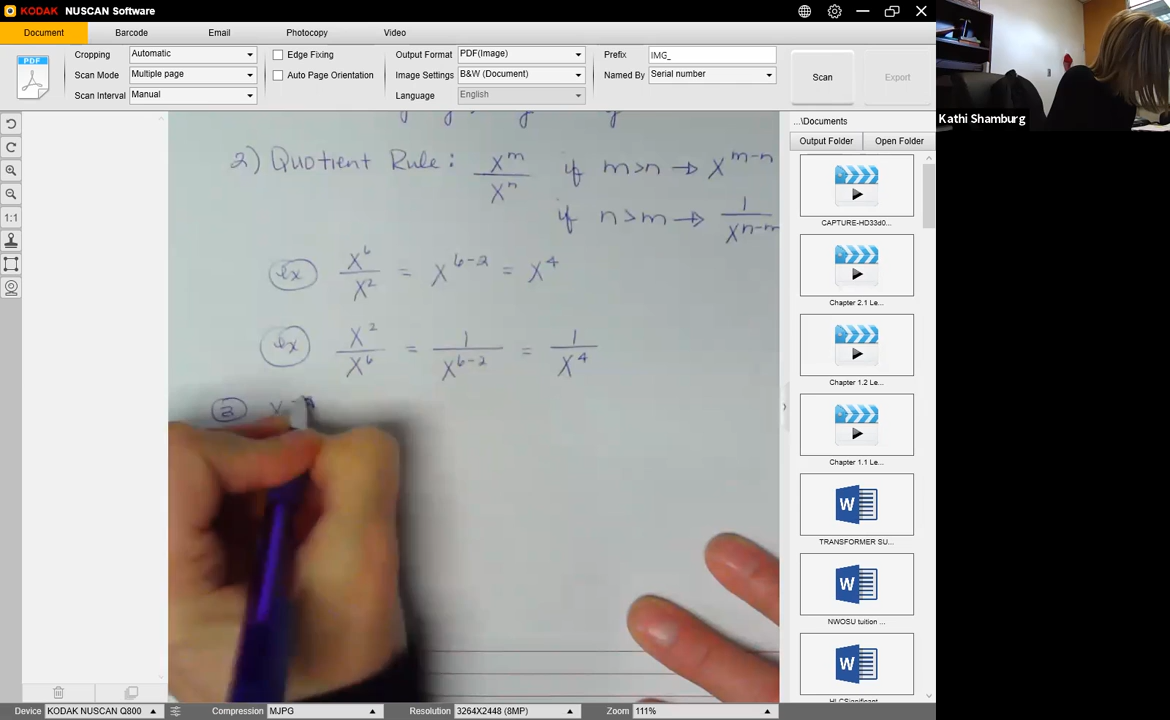 KODAK NUSCAN Software
Document
Barcode
Email
Photocopy
Video
PDF
Cropping
Automatic
Scan Mode
Multiple page
Scan Interval
Manual
Edge Fixing
Auto Page Orientation
Output Format
PDF(Image)
Image Settings
B&W (Document)
Language
English
Prefix
IMG_
Named By
Serial number
Scan
Export
1:1
2) Quotient Rule: x^m/x^n if m>n → x^(m-n)
if n>m → 1/x^(n-m)
ex x^6/x^2 = x^(6-2) = x^4
ex x^2/x^6 = 1/x^(6-2) = 1/x^4
3
...\Documents
Output Folder
Open Folder
CAPTURE-HD33d0...
Chapter 2.1 Le...
Chapter 1.2 Le...
Chapter 1.1 Le...
TRANSFORMER SU...
NWOSU tuition ...
HLCSignificant
Device
KODAK NUSCAN Q800
Compression
MJPG
Resolution
3264X2448 (8MP)
Zoom
111%
Kathi Shamburg